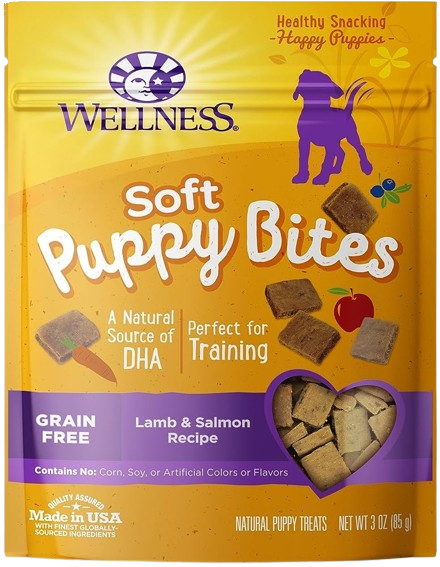 Healthy Snacking
- Happy Puppies -
WELLNESS®
Soft
Puppy Bites
A Natural
Source of
DHA
Perfect for
Training
GRAIN
FREE
Lamb & Salmon
Recipe
Contains No: Corn, Soy, or Artificial Colors or Flavors
QUALITY ASSURED
Made in USA
WITH FINEST GLOBALLY-
SOURCED INGREDIENTS
NATURAL PUPPY TREATS NET WT 3 OZ (85 g)